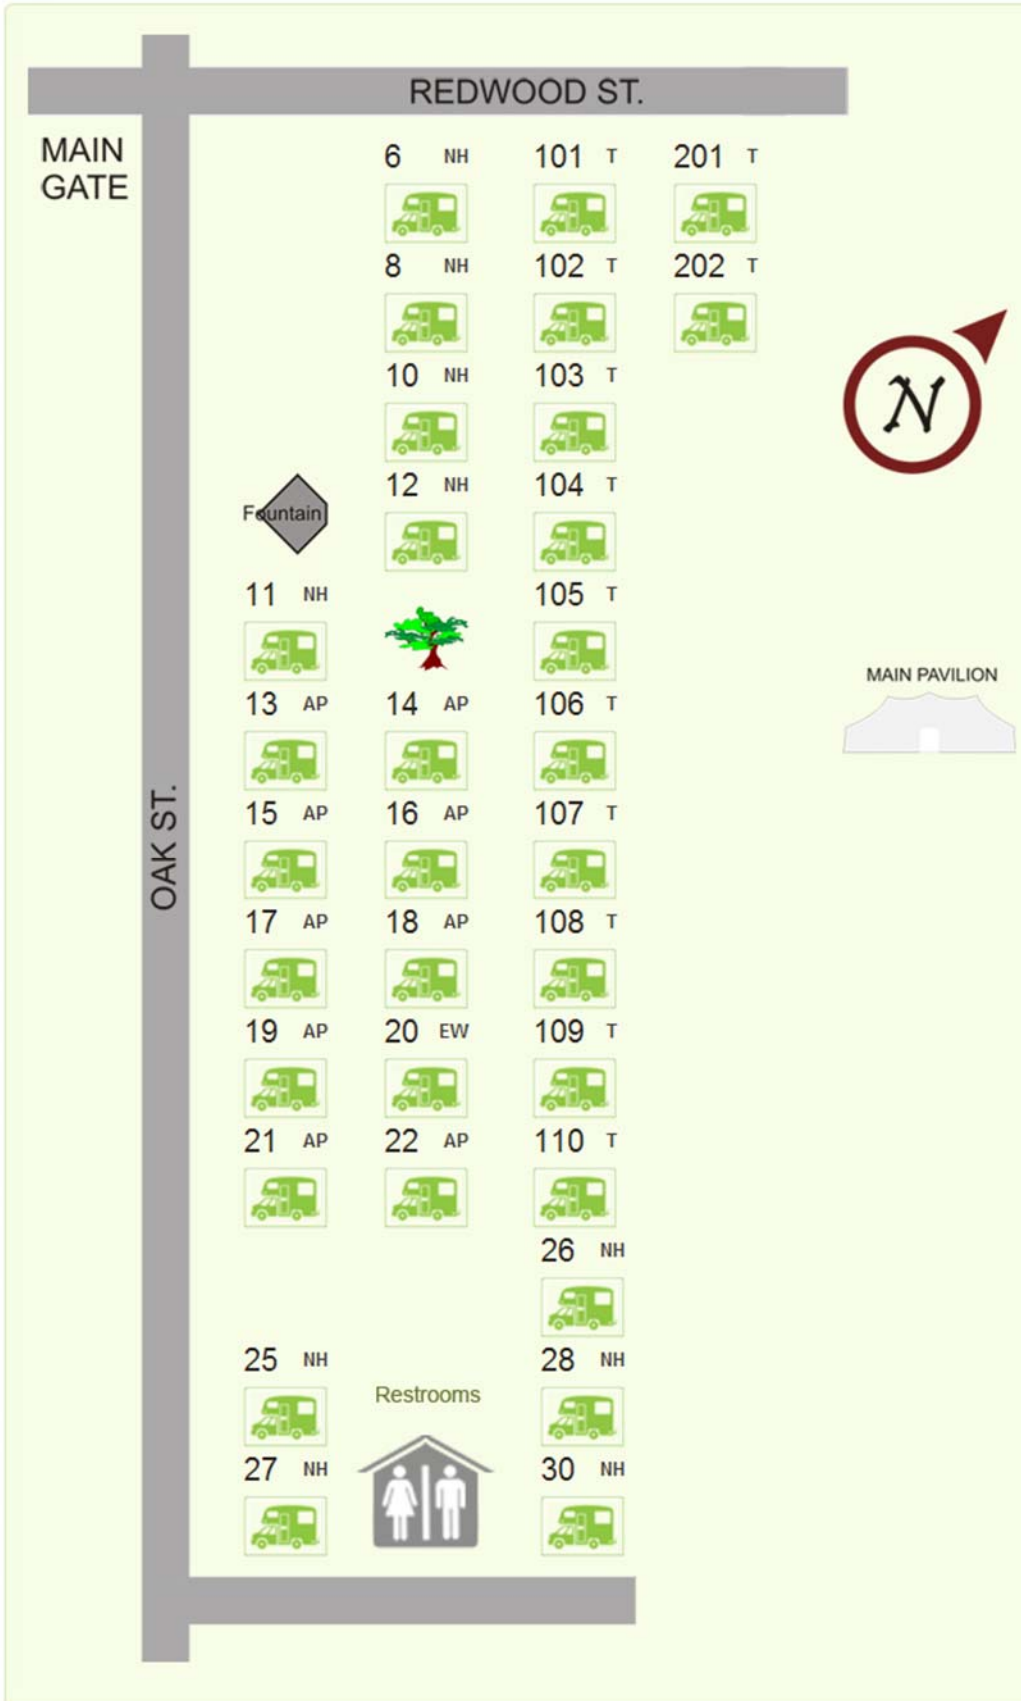 REDWOOD ST.
MAIN
GATE
6 NH 101 T 201 T
8 NH 102 T 202 T
10 NH 103 T
N
12 NH 104 T
Fountain
11 NH 105 T
MAIN PAVILION
13 AP 14 AP 106 T
15 AP 16 AP 107 T
OAK ST.
17 AP 18 AP 108 T
19 AP 20 EW 109 T
21 AP 22 AP 110 T
26 NH
25 NH 28 NH
Restrooms
27 NH 30 NH